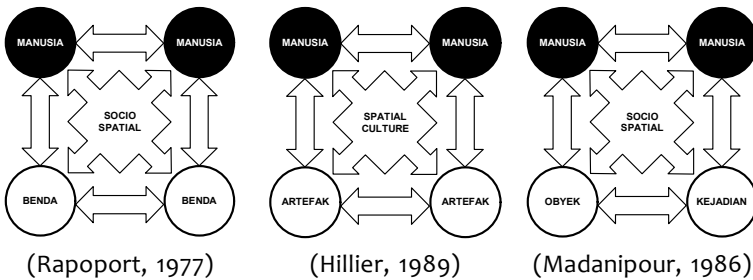 MANUSIA MANUSIA
SOCIO
SPATIAL
BENDA BENDA
(Rapoport, 1977)
MANUSIA MANUSIA
SPATIAL
CULTURE
ARTEFAK ARTEFAK
(Hillier, 1989)
MANUSIA MANUSIA
SOCIO
SPATIAL
OBYEK KEJADIAN
(Madanipour, 1986)